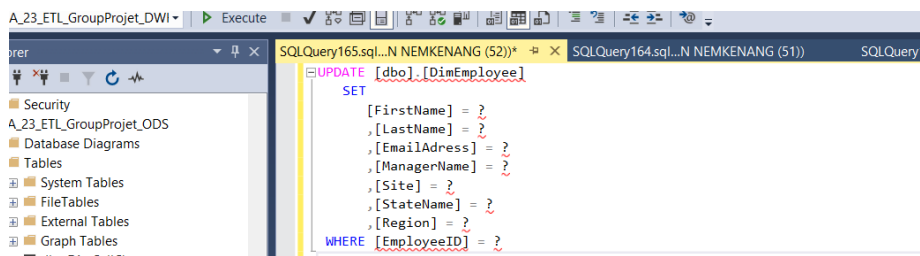 A_23_ETL_GroupProjet_DWI Execute
orer
SQLQuery165.sql...N NEMKENANG (52))* SQLQuery164.sql...N NEMKENANG (51)) SQLQuery
UPDATE [dbo].[DimEmployee]
SET
[FirstName] = ?
,[LastName] = ?
,[EmailAdress] = ?
,[ManagerName] = ?
,[Site] = ?
,[StateName] = ?
,[Region] = ?
WHERE [EmployeeID] = ?
Security
A_23_ETL_GroupProjet_ODS
Database Diagrams
Tables
System Tables
FileTables
External Tables
Graph Tables